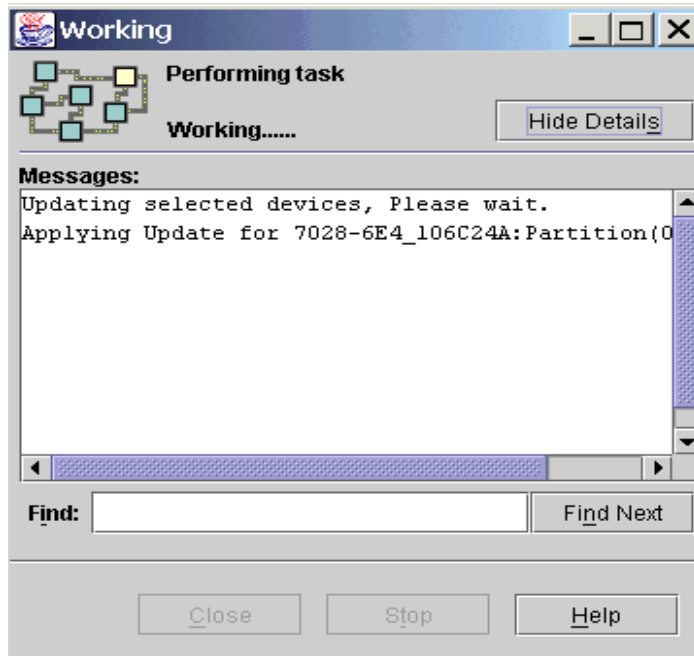 Working
Performing task
Working......
Hide Details
Messages:
Updating selected devices, Please wait.
Applying Update for 7028-6E4_106C24A:Partition(0
Find:
Find Next
Close
Stop
Help